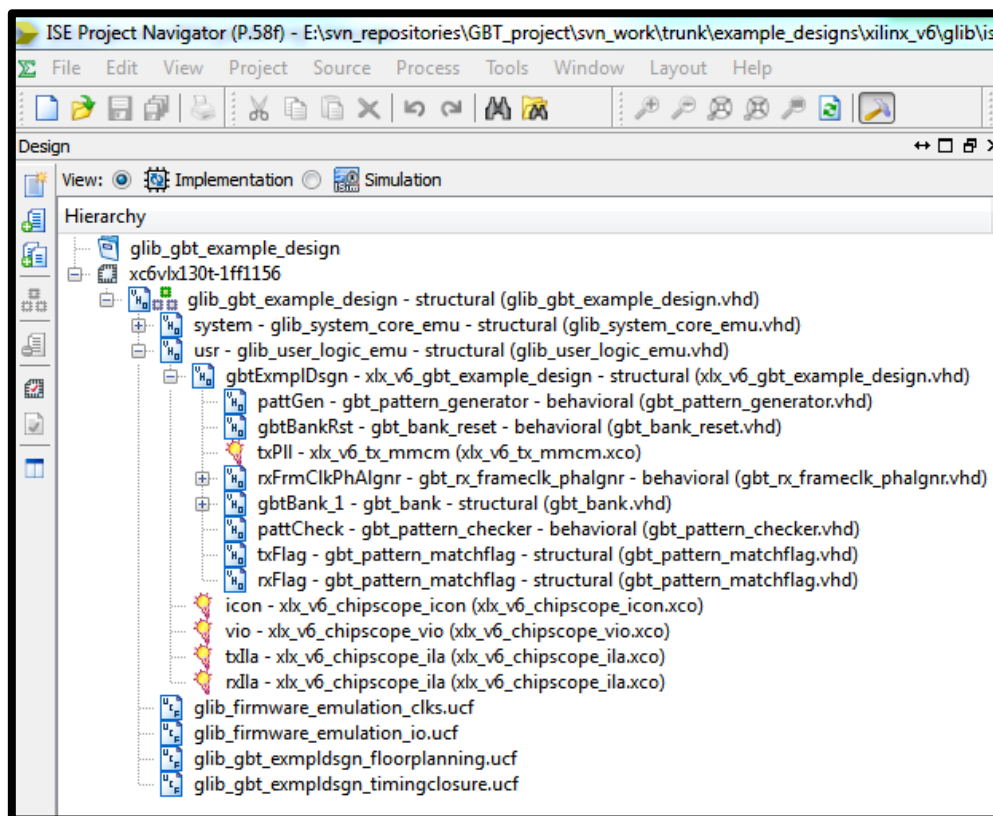 ISE Project Navigator (P.58f) - E:\svn_repositories\GBT_project\svn_work\trunk\example_designs\xilinx_v6\glib\is
File Edit View Project Source Process Tools Window Layout Help
Design
View: Implementation Simulation
Hierarchy
glib_gbt_example_design
xc6vlx130t-1ff1156
glib_gbt_example_design - structural (glib_gbt_example_design.vhd)
system - glib_system_core_emu - structural (glib_system_core_emu.vhd)
usr - glib_user_logic_emu - structural (glib_user_logic_emu.vhd)
gbtExmplDsgn - xlx_v6_gbt_example_design - structural (xlx_v6_gbt_example_design.vhd)
pattGen - gbt_pattern_generator - behavioral (gbt_pattern_generator.vhd)
gbtBankRst - gbt_bank_reset - behavioral (gbt_bank_reset.vhd)
txPll - xlx_v6_tx_mmcm (xlx_v6_tx_mmcm.xco)
rxFrmClkPhAlgnr - gbt_rx_frameclk_phalgnr - behavioral (gbt_rx_frameclk_phalgnr.vhd)
gbtBank_1 - gbt_bank - structural (gbt_bank.vhd)
pattCheck - gbt_pattern_checker - behavioral (gbt_pattern_checker.vhd)
txFlag - gbt_pattern_matchflag - structural (gbt_pattern_matchflag.vhd)
rxFlag - gbt_pattern_matchflag - structural (gbt_pattern_matchflag.vhd)
icon - xlx_v6_chipscope_icon (xlx_v6_chipscope_icon.xco)
vio - xlx_v6_chipscope_vio (xlx_v6_chipscope_vio.xco)
txIla - xlx_v6_chipscope_ila (xlx_v6_chipscope_ila.xco)
rxIla - xlx_v6_chipscope_ila (xlx_v6_chipscope_ila.xco)
glib_firmware_emulation_clks.ucf
glib_firmware_emulation_io.ucf
glib_gbt_exmpldsgn_floorplanning.ucf
glib_gbt_exmpldsgn_timingclosure.ucf